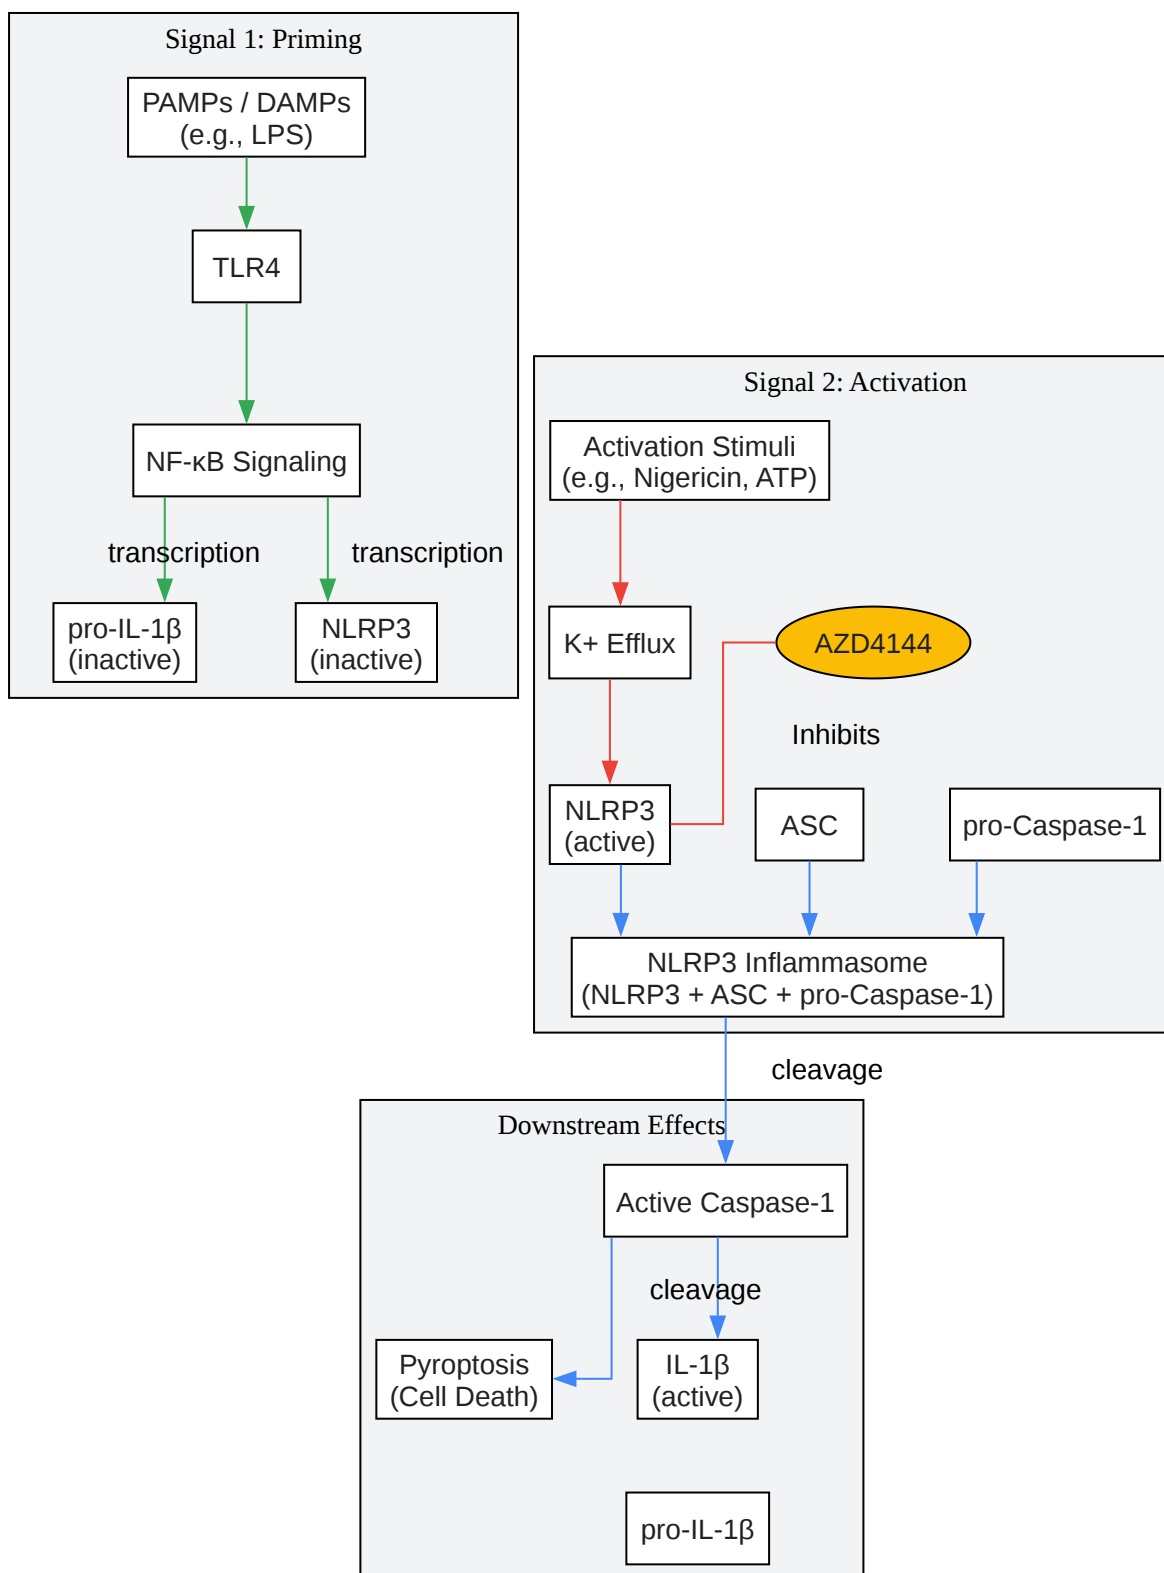 Signal 1: Priming
PAMPs / DAMPs
(e.g., LPS)
TLR4
NF-κB Signaling
transcription
transcription
pro-IL-1β
(inactive)
NLRP3
(inactive)
Signal 2: Activation
Activation Stimuli
(e.g., Nigericin, ATP)
K+ Efflux
AZD4144
Inhibits
NLRP3
(active)
ASC
pro-Caspase-1
NLRP3 Inflammasome
(NLRP3 + ASC + pro-Caspase-1)
cleavage
Downstream Effects
Active Caspase-1
cleavage
Pyroptosis
(Cell Death)
IL-1β
(active)
pro-IL-1β